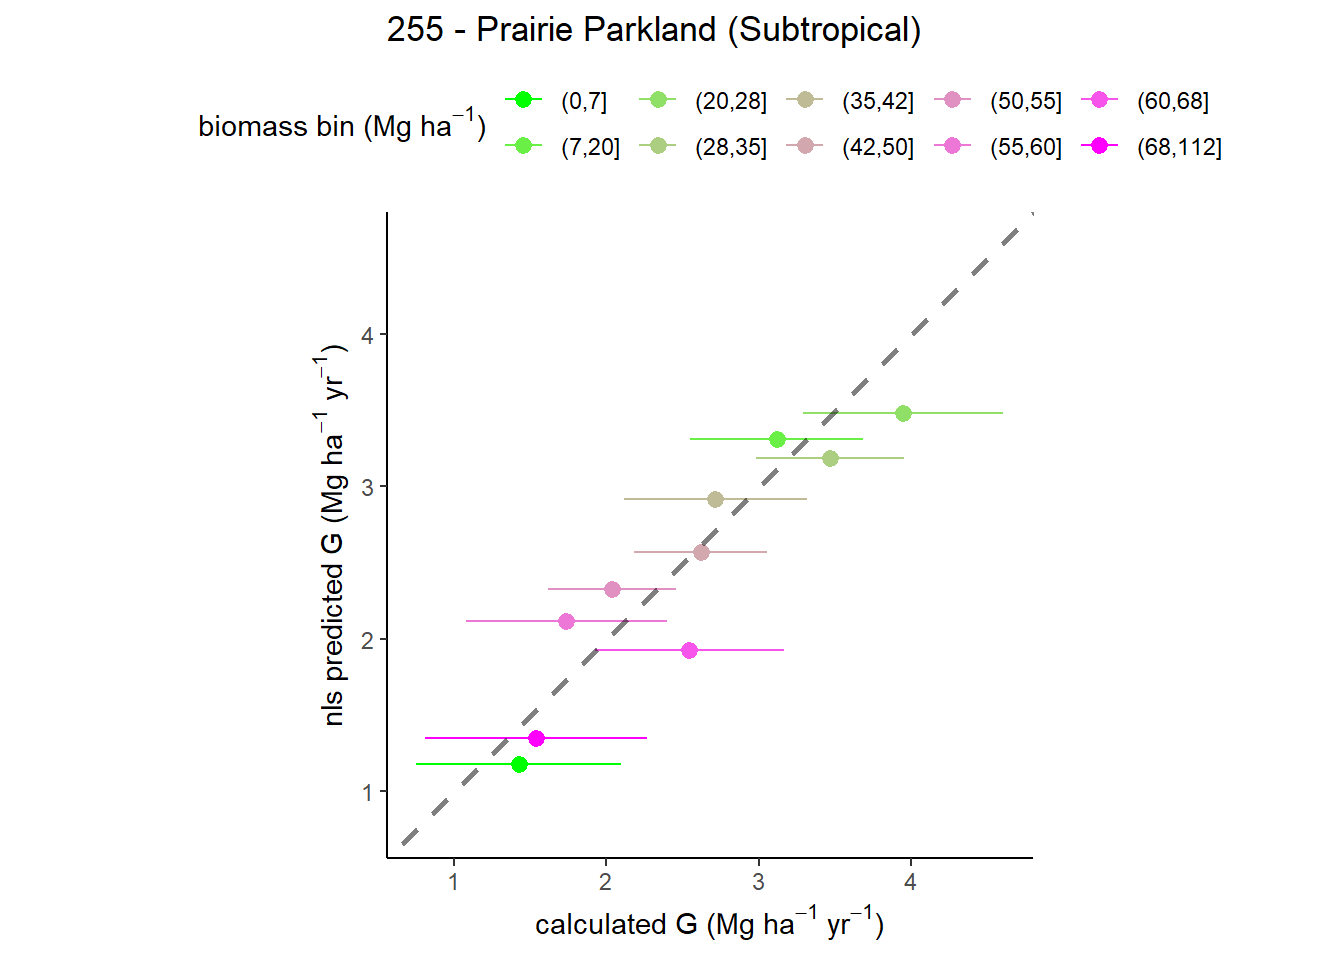 255 - Prairie Parkland (Subtropical)
biomass bin (Mg ha⁻¹)
(0,7] (20,28] (35,42] (50,55] (60,68]
(7,20] (28,35] (42,50] (55,60] (68,112]
nls predicted G (Mg ha⁻¹ yr⁻¹)
4
3
2
1
1 2 3 4
calculated G (Mg ha⁻¹ yr⁻¹)